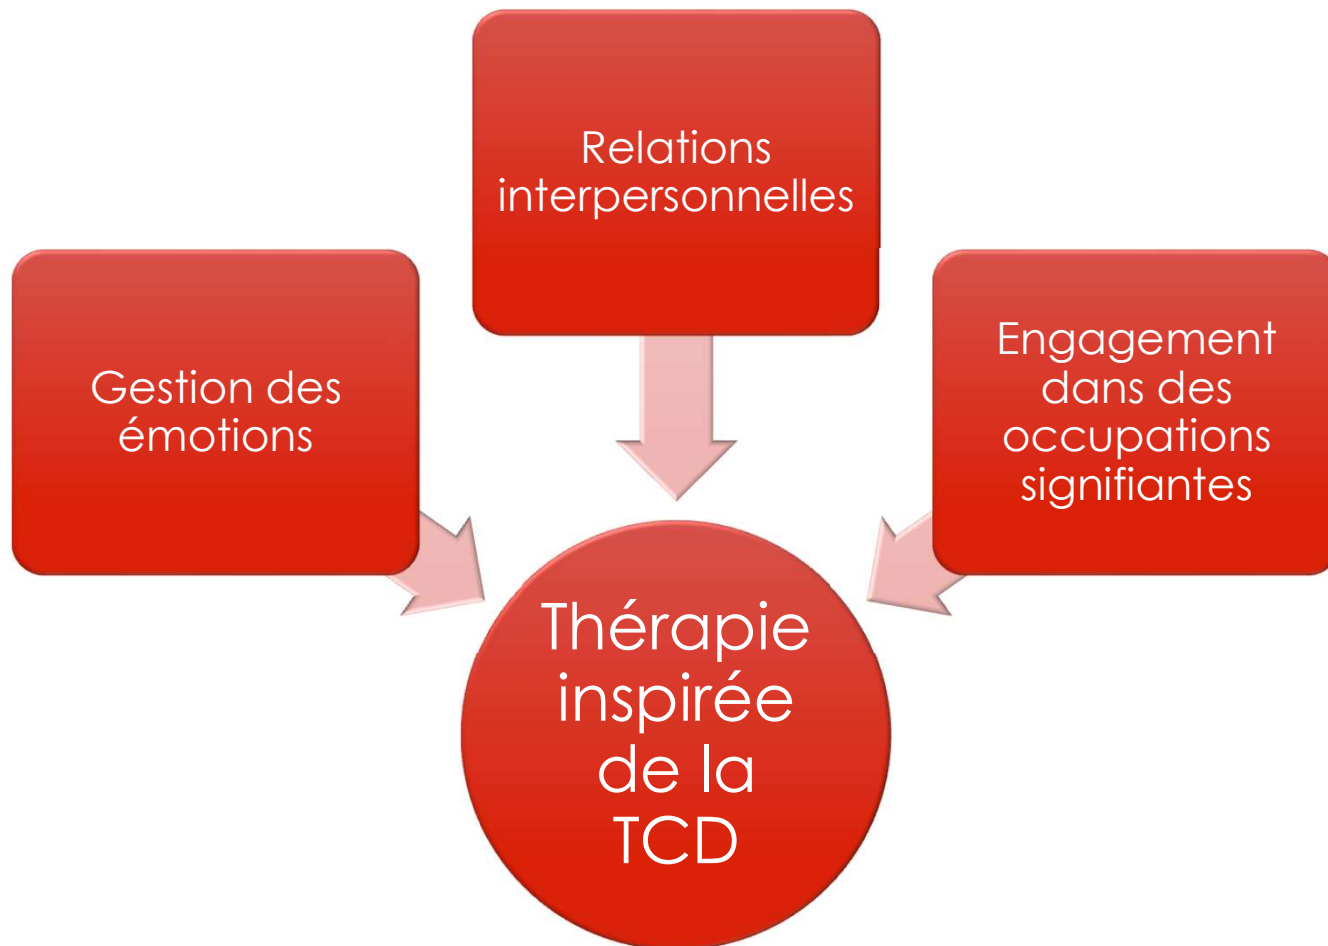 Relations
interpersonnelles
Gestion des
émotions
Engagement
dans des
occupations
signifiantes
Thérapie
inspirée
de la
TCD